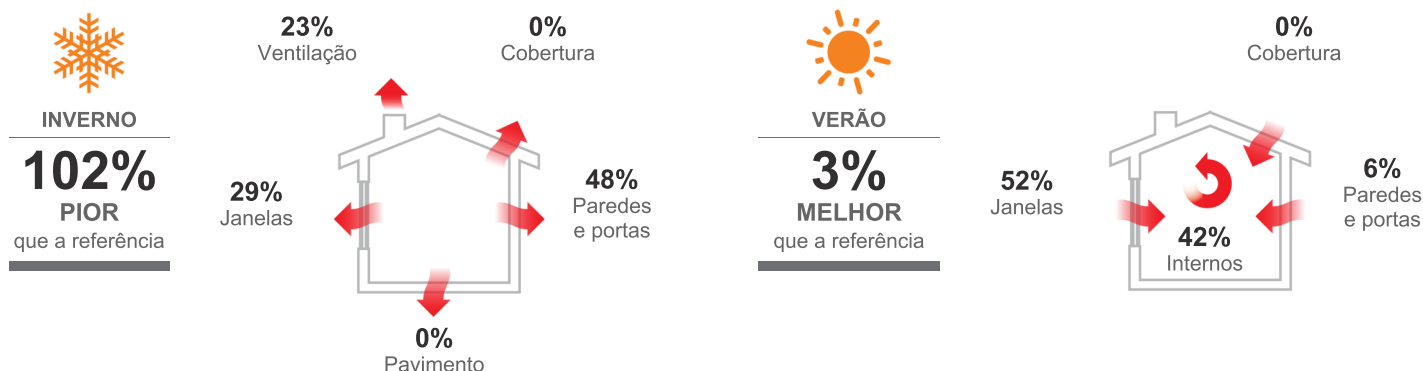 INVERNO
102%
PIOR
que a referência
23%
Ventilação
0%
Cobertura
29%
Janelas
48%
Paredes
e portas
0%
Pavimento
VERÃO
3%
MELHOR
que a referência
0%
Cobertura
52%
Janelas
42%
Internos
6%
Paredes
e portas